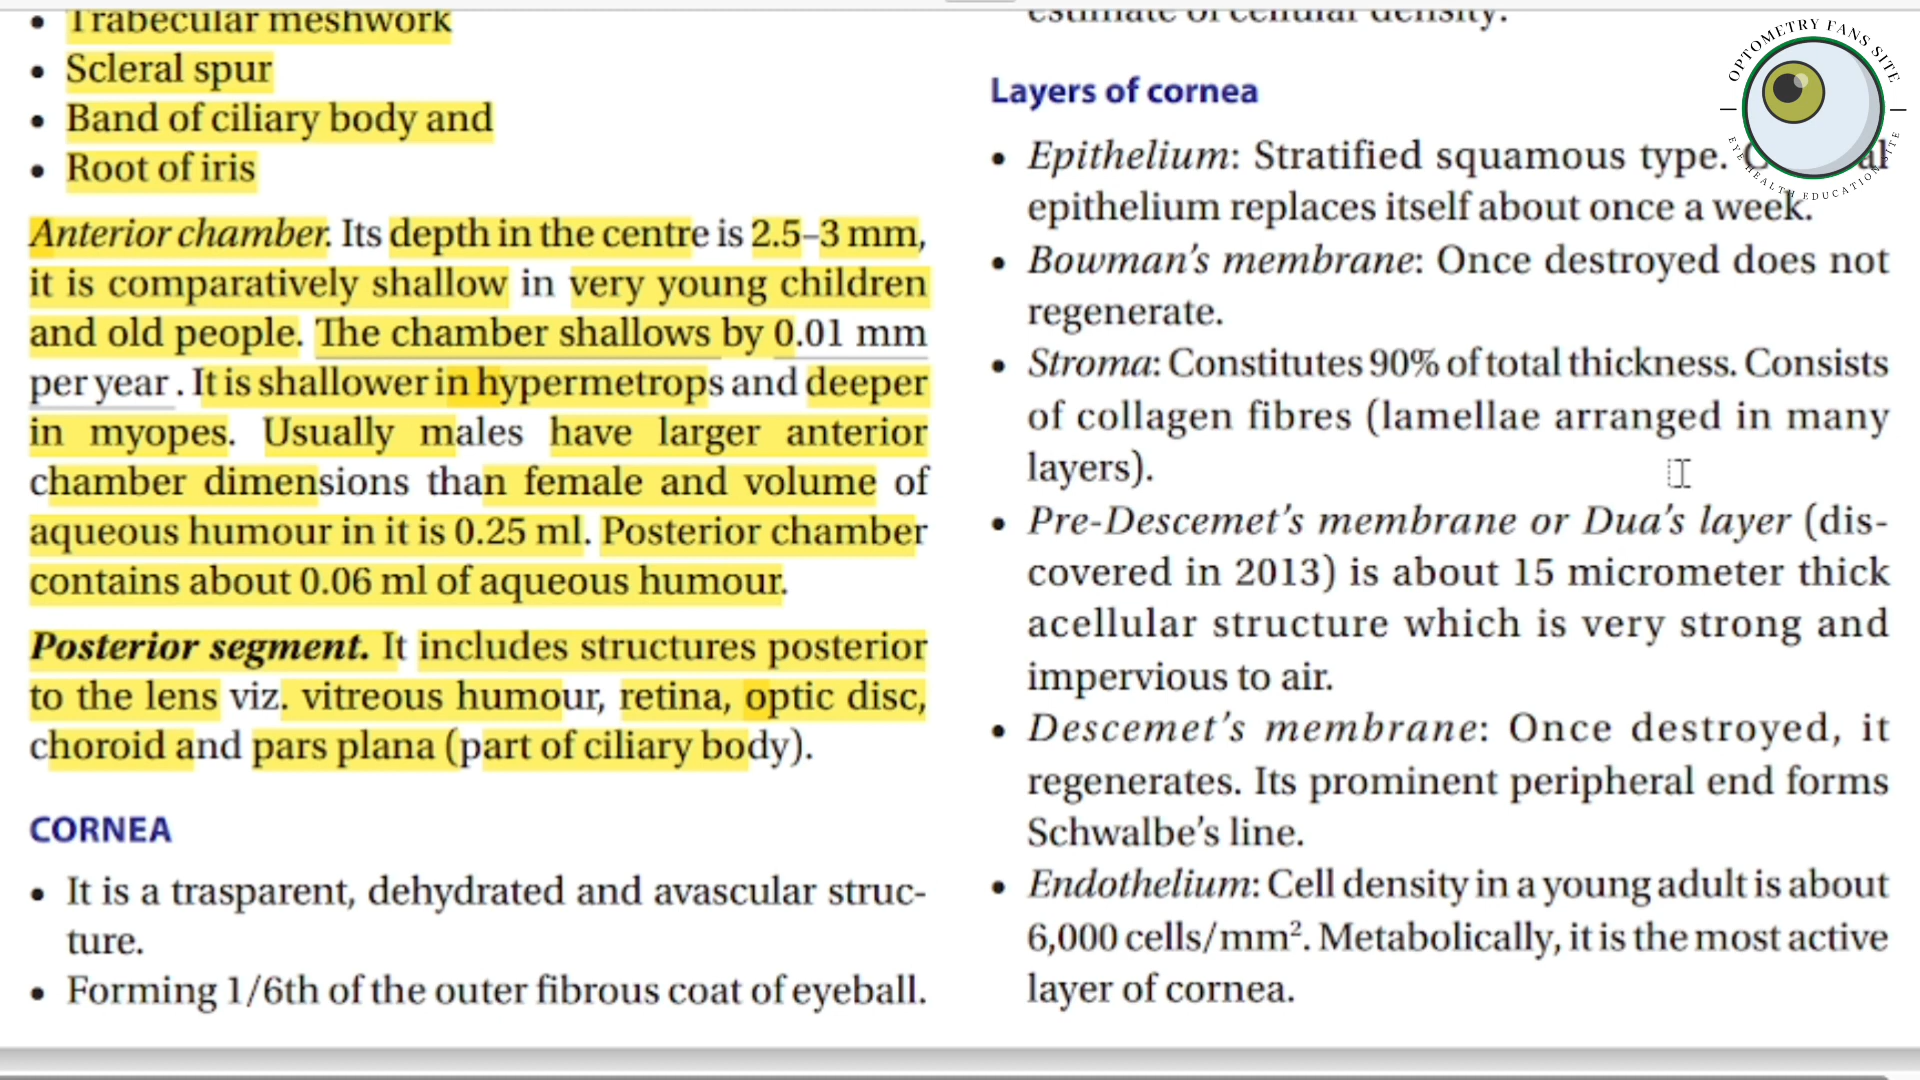 • Trabecular meshwork
• Scleral spur
• Band of ciliary body and
• Root of iris
Anterior chamber. Its depth in the centre is 2.5–3 mm,
it is comparatively shallow in very young children
and old people. The chamber shallows by 0.01 mm
per year . It is shallower in hypermetrops and deeper
in myopes. Usually males have larger anterior
chamber dimensions than female and volume of
aqueous humour in it is 0.25 ml. Posterior chamber
contains about 0.06 ml of aqueous humour.
Posterior segment. It includes structures posterior
to the lens viz. vitreous humour, retina, optic disc,
choroid and pars plana (part of ciliary body).
CORNEA
• It is a trasparent, dehydrated and avascular struc-
ture.
• Forming 1/6th of the outer fibrous coat of eyeball.
estimate of cellular density.
Layers of cornea
• Epithelium: Stratified squamous type.
epithelium replaces itself about once a week.
• Bowman's membrane: Once destroyed does not
regenerate.
• Stroma: Constitutes 90% of total thickness. Consists
of collagen fibres (lamellae arranged in many
layers).
• Pre-Descemet's membrane or Dua's layer (dis-
covered in 2013) is about 15 micrometer thick
acellular structure which is very strong and
impervious to air.
• Descemet's membrane: Once destroyed, it
regenerates. Its prominent peripheral end forms
Schwalbe's line.
• Endothelium: Cell density in a young adult is about
6,000 cells/mm². Metabolically, it is the most active
layer of cornea.
OPTOMETRY FANS SITE
EYE HEALTH EDUCATION SITE